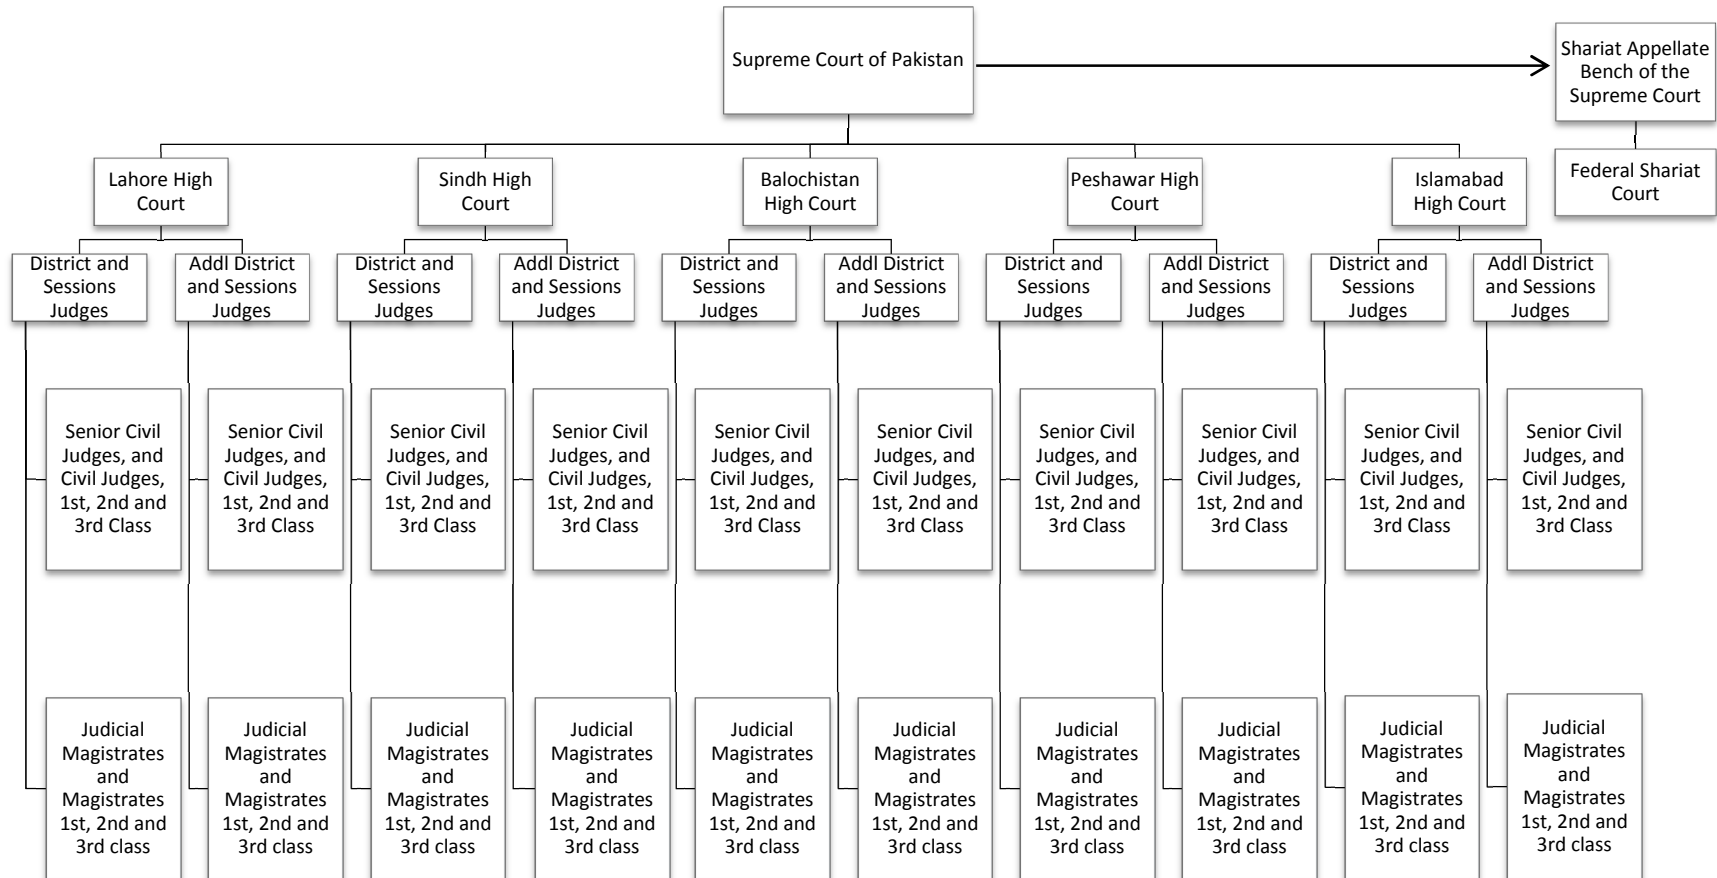 Supreme Court of Pakistan
Shariat Appellate
Bench of the
Supreme Court
Lahore High
Court
Sindh High
Court
Balochistan
High Court
Peshawar High
Court
Islamabad
High Court
Federal Shariat
Court
District and
Sessions
Judges
Addl District
and Sessions
Judges
District and
Sessions
Judges
Addl District
and Sessions
Judges
District and
Sessions
Judges
Addl District
and Sessions
Judges
District and
Sessions
Judges
Addl District
and Sessions
Judges
District and
Sessions
Judges
Addl District
and Sessions
Judges
Senior Civil
Judges, and
Civil Judges,
1st, 2nd and
3rd Class
Senior Civil
Judges, and
Civil Judges,
1st, 2nd and
3rd Class
Senior Civil
Judges, and
Civil Judges,
1st, 2nd and
3rd Class
Senior Civil
Judges, and
Civil Judges,
1st, 2nd and
3rd Class
Senior Civil
Judges, and
Civil Judges,
1st, 2nd and
3rd Class
Senior Civil
Judges, and
Civil Judges,
1st, 2nd and
3rd Class
Senior Civil
Judges, and
Civil Judges,
1st, 2nd and
3rd Class
Senior Civil
Judges, and
Civil Judges,
1st, 2nd and
3rd Class
Senior Civil
Judges, and
Civil Judges,
1st, 2nd and
3rd Class
Senior Civil
Judges, and
Civil Judges,
1st, 2nd and
3rd Class
Judicial
Magistrates
and
Magistrates
1st, 2nd and
3rd class
Judicial
Magistrates
and
Magistrates
1st, 2nd and
3rd class
Judicial
Magistrates
and
Magistrates
1st, 2nd and
3rd class
Judicial
Magistrates
and
Magistrates
1st, 2nd and
3rd class
Judicial
Magistrates
and
Magistrates
1st, 2nd and
3rd class
Judicial
Magistrates
and
Magistrates
1st, 2nd and
3rd class
Judicial
Magistrates
and
Magistrates
1st, 2nd and
3rd class
Judicial
Magistrates
and
Magistrates
1st, 2nd and
3rd class
Judicial
Magistrates
and
Magistrates
1st, 2nd and
3rd class
Judicial
Magistrates
and
Magistrates
1st, 2nd and
3rd class